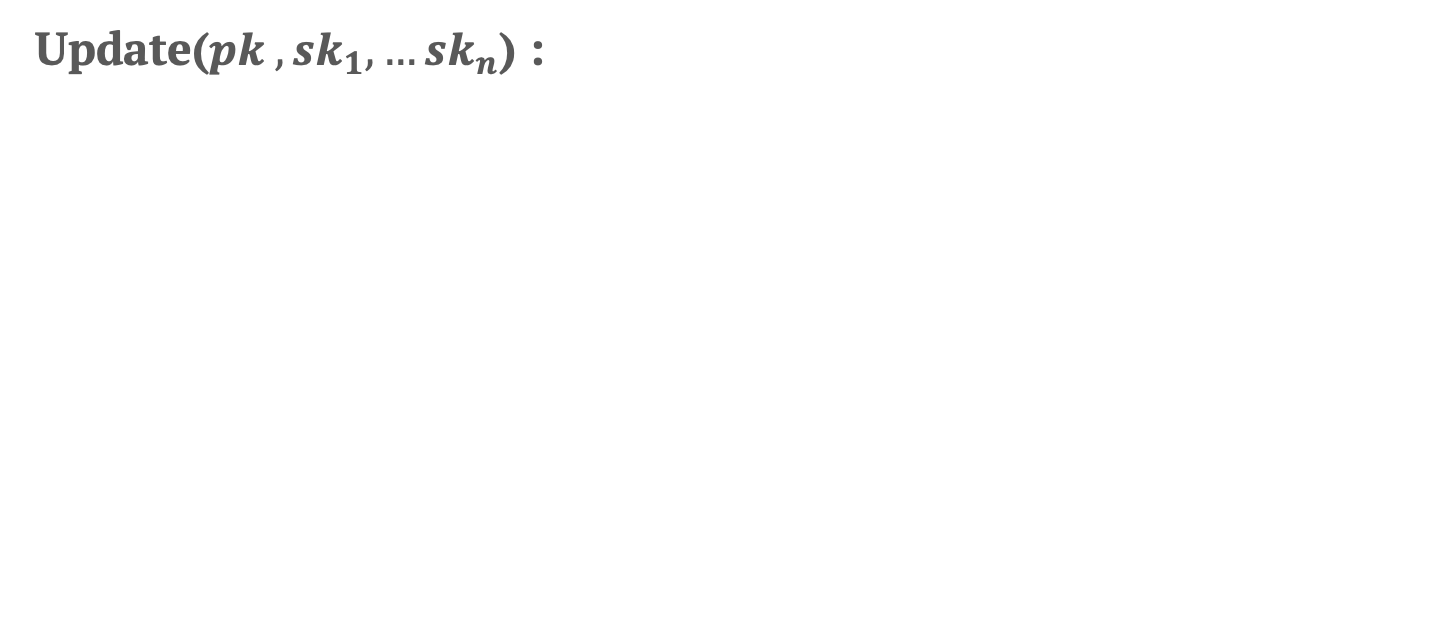 Update(pk , sk₁, … skₙ) :